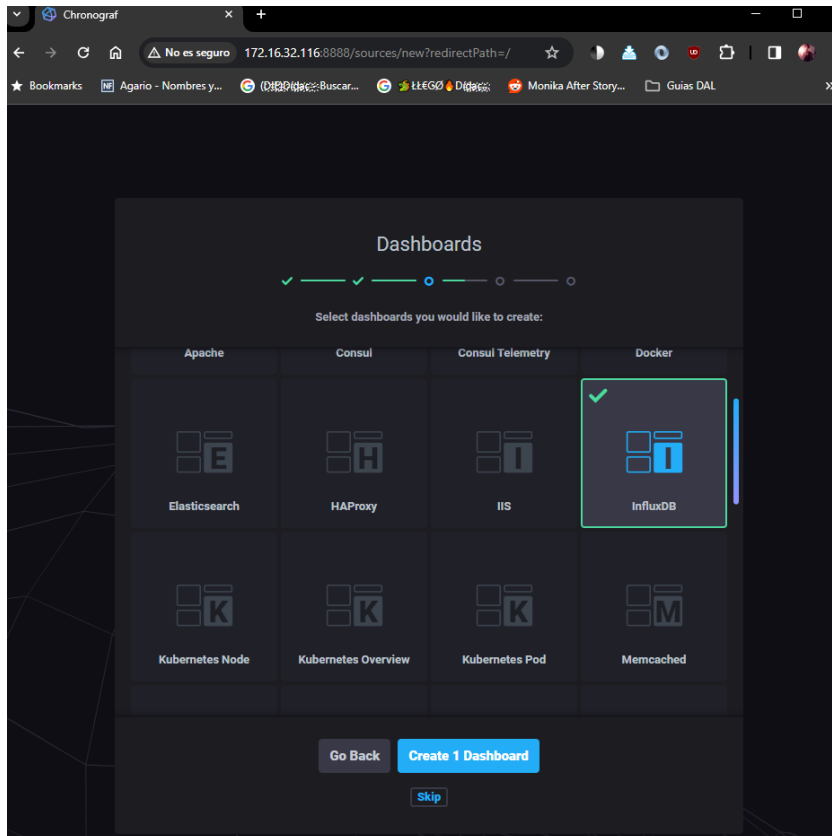 Chronograf
No es seguro 172.16.32.116:8888/sources/new?redirectPath=/
Bookmarks NF Agario - Nombres y... Buscar... Monika After Story... Guias DAL
Dashboards
Select dashboards you would like to create:
Apache Consul Consul Telemetry Docker
E H I I
Elasticsearch HAProxy IIS InfluxDB
K K K M
Kubernetes Node Kubernetes Overview Kubernetes Pod Memcached
Go Back Create 1 Dashboard
Skip